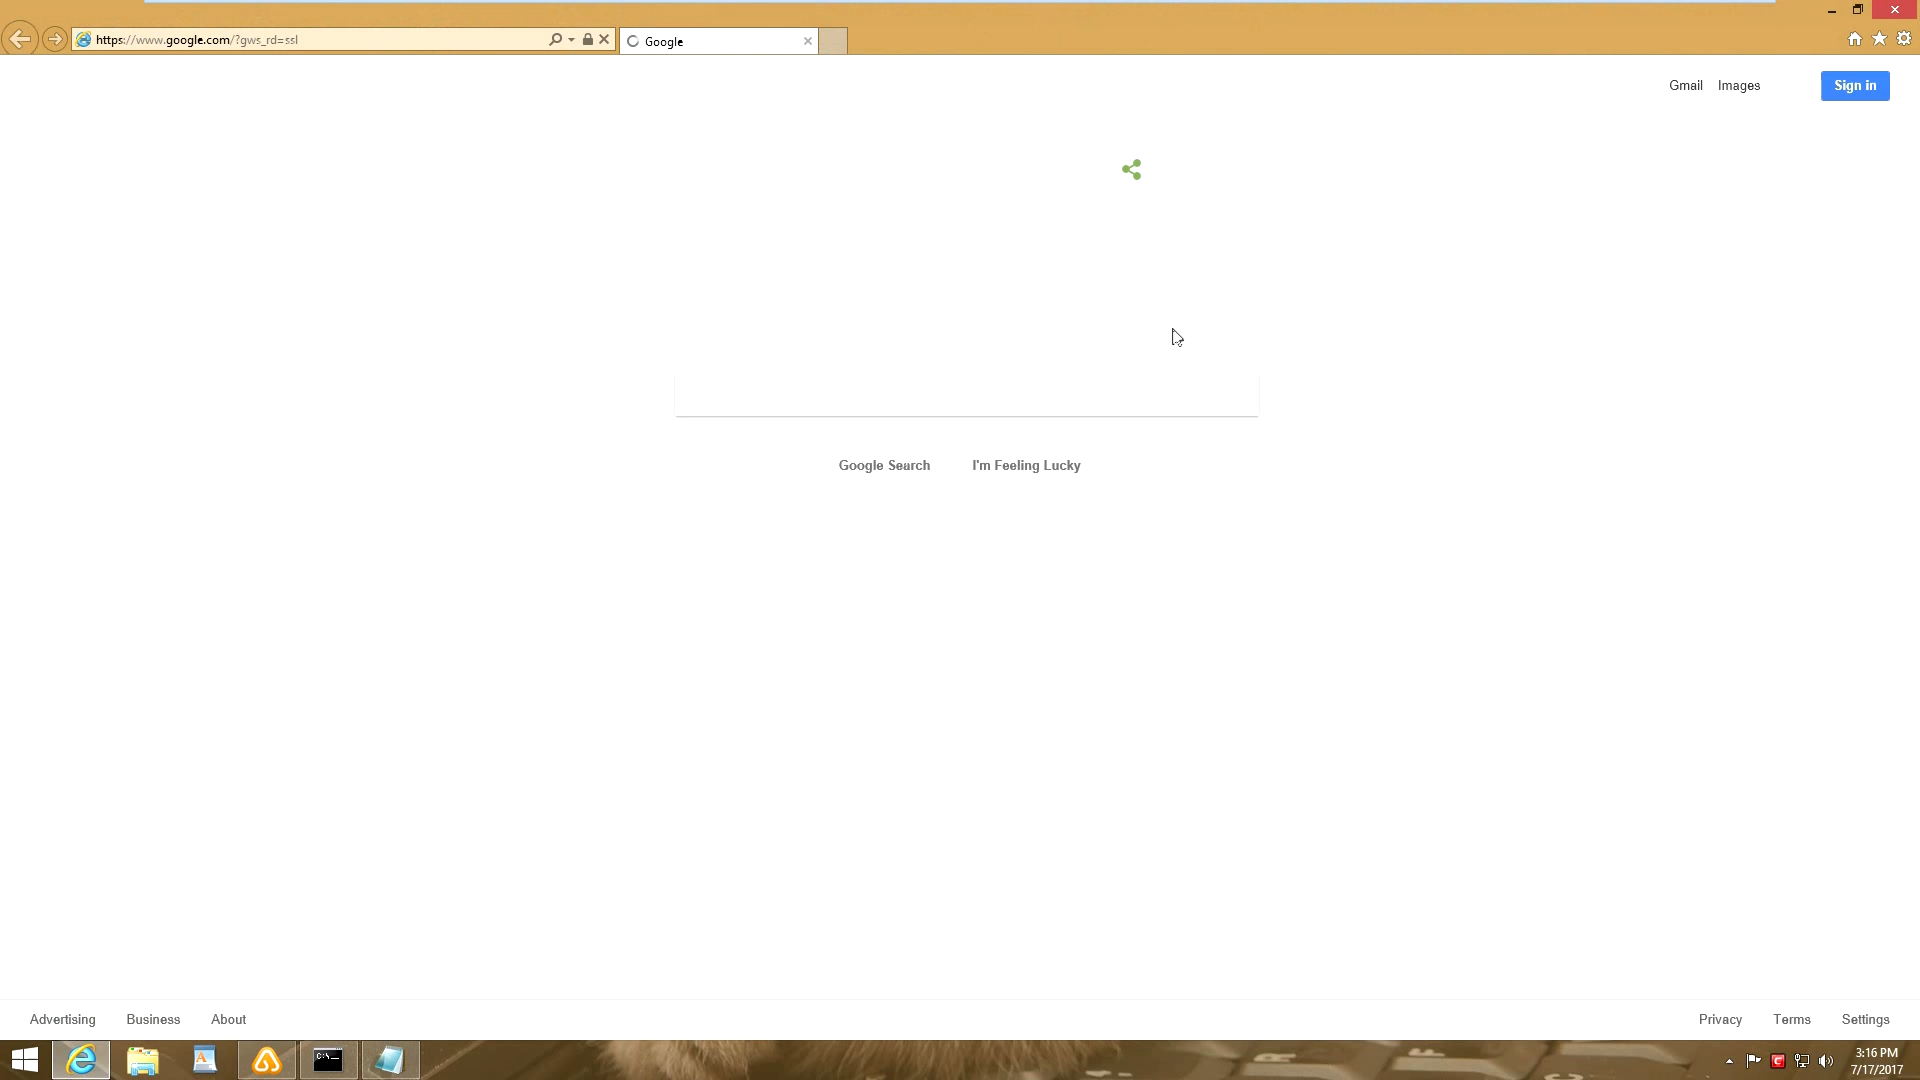 https://www.google.com/?gws_rd=ssl
Google
Gmail Images Sign in
Google Search I'm Feeling Lucky
Advertising Business About Privacy Terms Settings
3:16 PM
7/17/2017